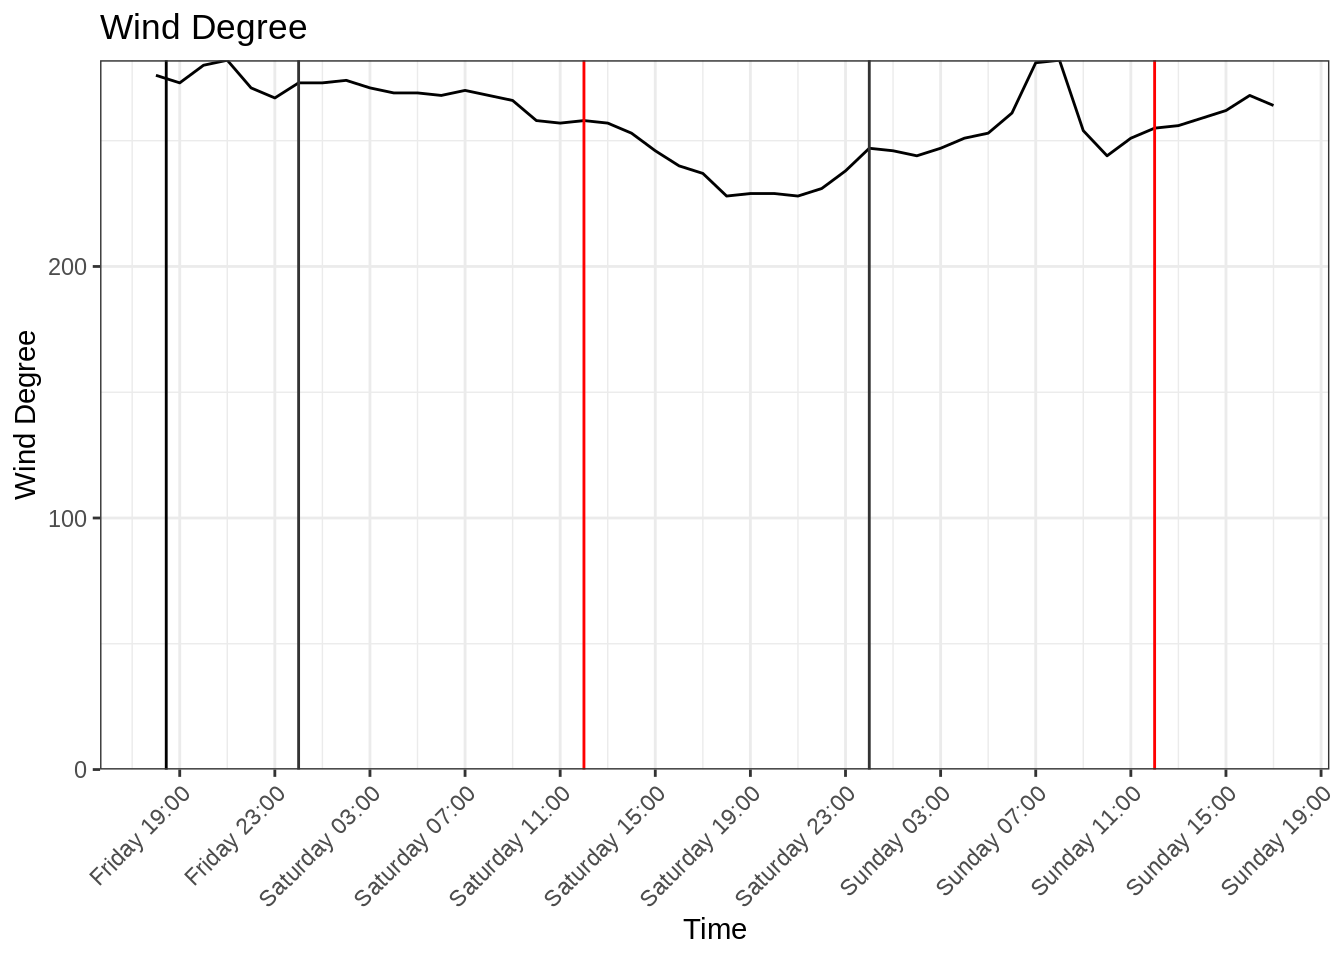 Wind Degree
Wind Degree
200
100
0
Friday 19:00
Friday 23:00
Saturday 03:00
Saturday 07:00
Saturday 11:00
Saturday 15:00
Saturday 19:00
Saturday 23:00
Sunday 03:00
Sunday 07:00
Sunday 11:00
Sunday 15:00
Sunday 19:00
Time